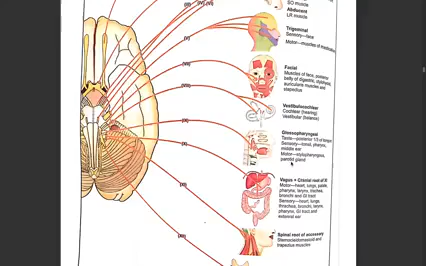 (III)
(IV)
(VI)
SO muscle
Abducent
LR muscle
(V)
Trigeminal
Sensory—face
Motor—muscles of mastication
(VII)
Facial
Muscles of face, posterior
belly of digastric, stylohyoid,
auricularis muscles and
stapedius
(VIII)
Vestibulocochlear
Cochlear (hearing)
Vestibular (balance)
(IX)
Glossopharyngeal
Taste—posterior 1/3 of tongue
Sensory—tonsil, pharynx,
middle ear
Motor—stylopharyngeus,
parotid gland
(X)
Vagus + Cranial root of XI
Motor—heart, lungs, palate,
pharynx, larynx, trachea,
bronchi and GI tract
Sensory—heart, lungs,
trachea, bronchi, larynx,
pharynx, GI tract and
external ear
(XI)
Spinal root of accessory
Sternocleidomastoid and
trapezius muscles
(XII)